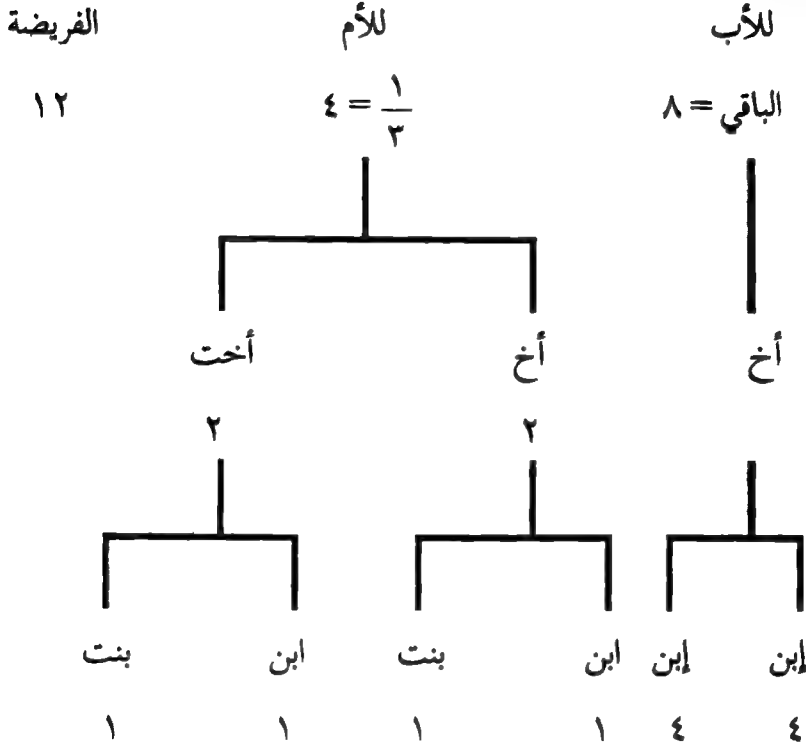 للأب للأم الفريضة
الباقي = ٨ ١/٣ = ٤ ١٢
أخ أخ أخت
٢ ٢
إبن إبن ابن بنت ابن بنت
٤ ٤ ١ ١ ١ ١